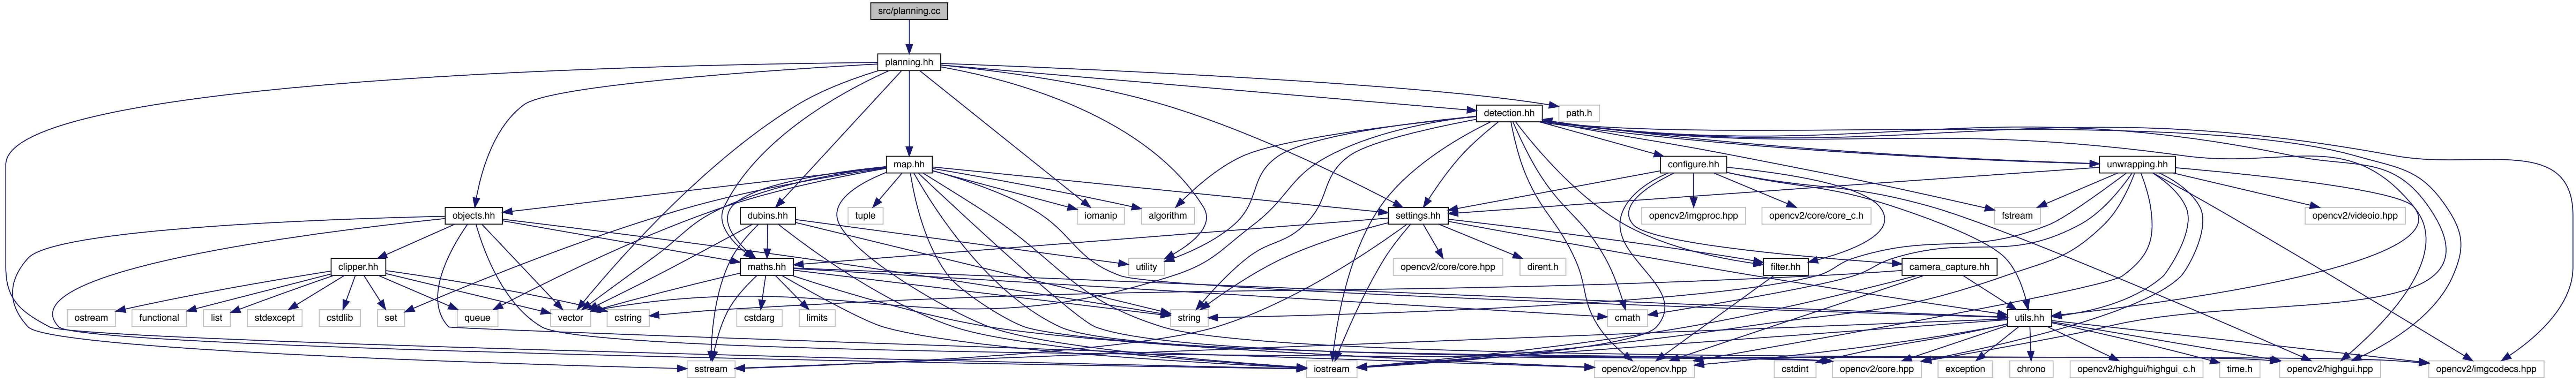 src/planning.cc
planning.hh
detection.hh
path.h
map.hh
configure.hh
unwrapping.hh
objects.hh
dubins.hh
tuple
iomanip
algorithm
settings.hh
opencv2/imgproc.hpp
opencv2/core/core_c.h
fstream
opencv2/videoio.hpp
clipper.hh
maths.hh
utility
opencv2/core/core.hpp
dirent.h
filter.hh
camera_capture.hh
ostream
functional
list
stdexcept
cstdlib
set
queue
vector
cstring
cstdarg
limits
string
cmath
utils.hh
sstream
iostream
opencv2/opencv.hpp
cstdint
opencv2/core.hpp
exception
chrono
opencv2/highgui/highgui_c.h
time.h
opencv2/highgui.hpp
opencv2/imgcodecs.hpp